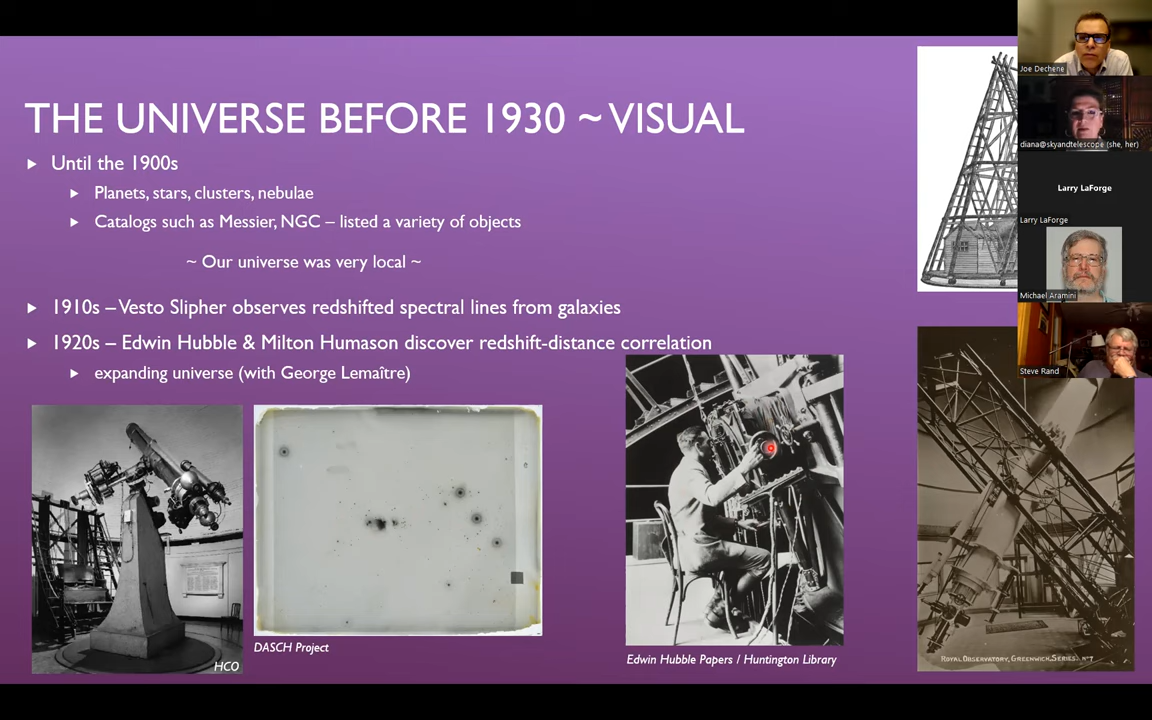 THE UNIVERSE BEFORE 1930 ~ VISUAL
Until the 1900s
Planets, stars, clusters, nebulae
Catalogs such as Messier, NGC – listed a variety of objects
~ Our universe was very local ~
1910s – Vesto Slipher observes redshifted spectral lines from galaxies
1920s – Edwin Hubble & Milton Humason discover redshift-distance correlation
expanding universe (with George Lemaître)
HCO
DASCH Project
Edwin Hubble Papers / Huntington Library
ROYAL OBSERVATORY, GREENWICH, SERIES. Nº7
Joe Dechene
diana@skyandtelescope (she, her)
Larry LaForge
Larry LaForge
Michael Aramini
Steve Rand